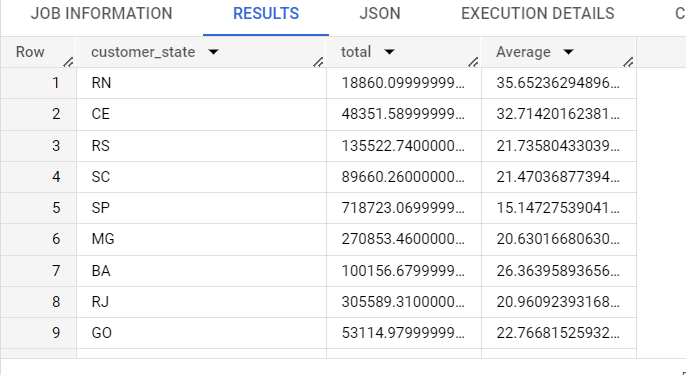 JOB INFORMATION RESULTS JSON EXECUTION DETAILS C
Row customer_state total Average
1 RN 18860.09999999... 35.65236294896...
2 CE 48351.58999999... 32.71420162381...
3 RS 135522.7400000... 21.73580433039...
4 SC 89660.26000000... 21.47036877394...
5 SP 718723.0699999... 15.14727539041...
6 MG 270853.4600000... 20.63016680630...
7 BA 100156.6799999... 26.36395893656...
8 RJ 305589.3100000... 20.96092393168...
9 GO 53114.97999999... 22.76681525932...